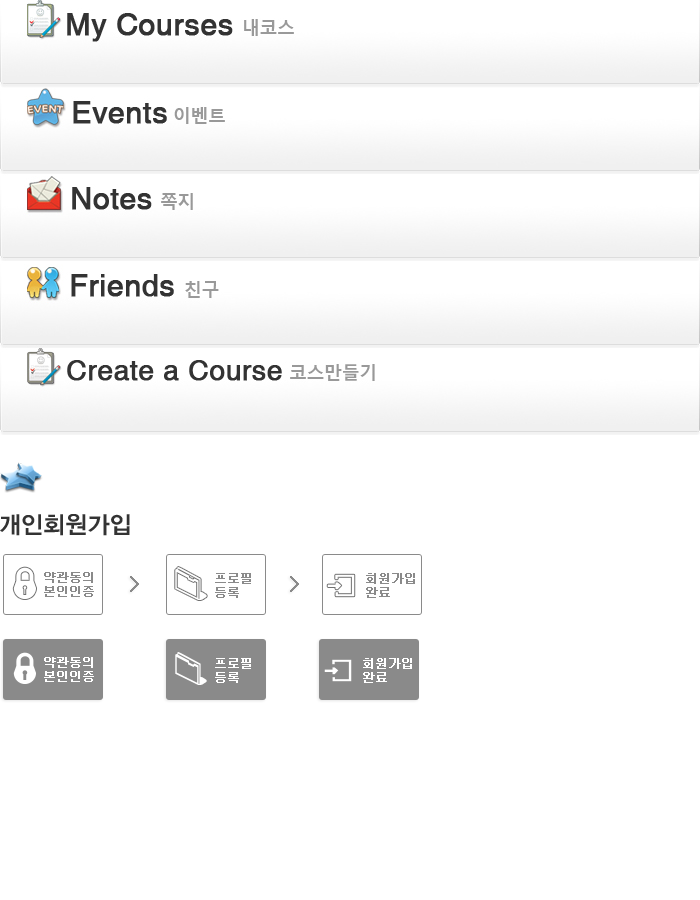 My Courses 내코스
EVENT
Events 이벤트
Notes 쪽지
Friends 친구
Create a Course 코스만들기
개인회원가입
약관동의
본인인증
프로필
등록
회원가입
완료
약관동의
본인인증
프로필
등록
회원가입
완료